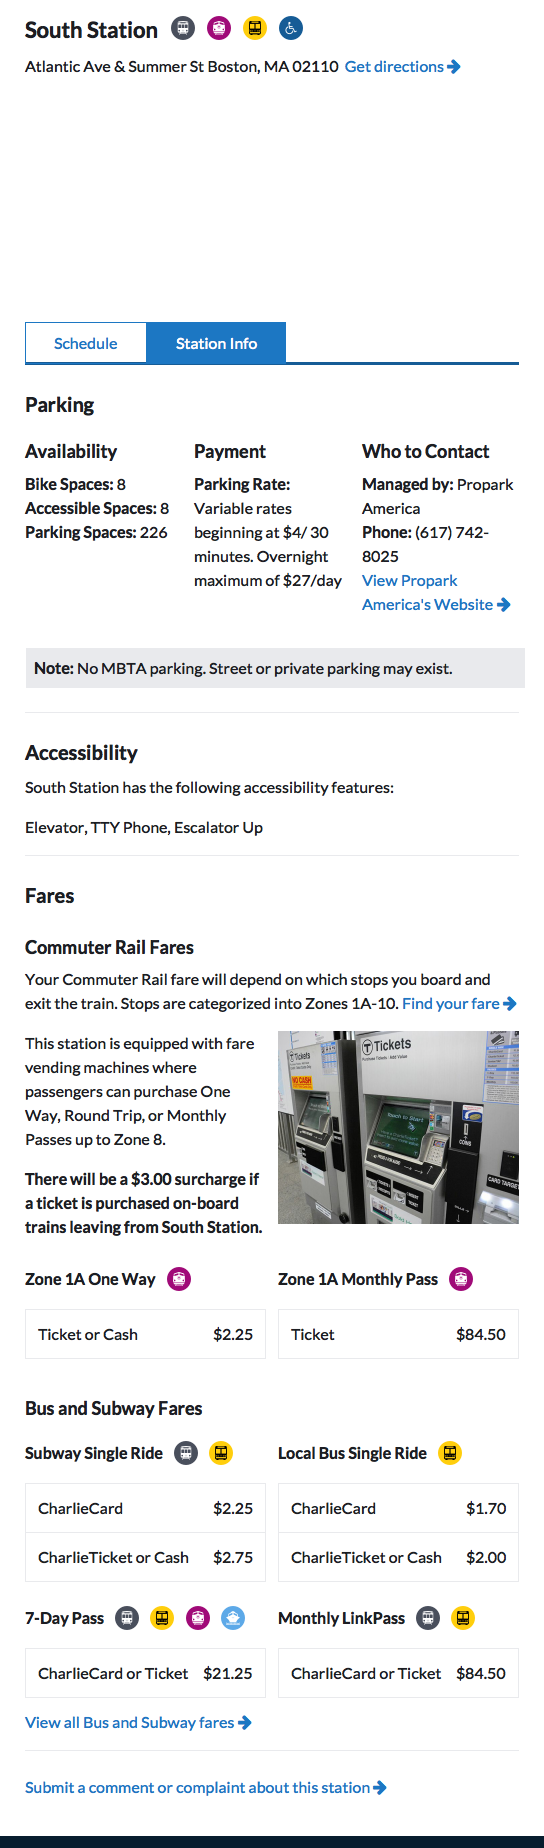 South Station
Atlantic Ave & Summer St Boston, MA 02110 Get directions
Schedule
Station Info
Parking
Availability
Bike Spaces: 8
Accessible Spaces: 8
Parking Spaces: 226
Payment
Parking Rate:
Variable rates
beginning at $4/ 30
minutes. Overnight
maximum of $27/day
Who to Contact
Managed by: Propark
America
Phone: (617) 742-
8025
View Propark
America's Website
Note: No MBTA parking. Street or private parking may exist.
Accessibility
South Station has the following accessibility features:
Elevator, TTY Phone, Escalator Up
Fares
Commuter Rail Fares
Your Commuter Rail fare will depend on which stops you board and
exit the train. Stops are categorized into Zones 1A-10. Find your fare
This station is equipped with fare
vending machines where
passengers can purchase One
Way, Round Trip, or Monthly
Passes up to Zone 8.
There will be a $3.00 surcharge if
a ticket is purchased on-board
trains leaving from South Station.
Tickets
NO CASH
T Tickets
Touch to Start
COINS
CARD TARGET
Zone 1A One Way
Ticket or Cash $2.25
Zone 1A Monthly Pass
Ticket $84.50
Bus and Subway Fares
Subway Single Ride
CharlieCard $2.25
CharlieTicket or Cash $2.75
Local Bus Single Ride
CharlieCard $1.70
CharlieTicket or Cash $2.00
7-Day Pass
CharlieCard or Ticket $21.25
Monthly LinkPass
CharlieCard or Ticket $84.50
View all Bus and Subway fares
Submit a comment or complaint about this station